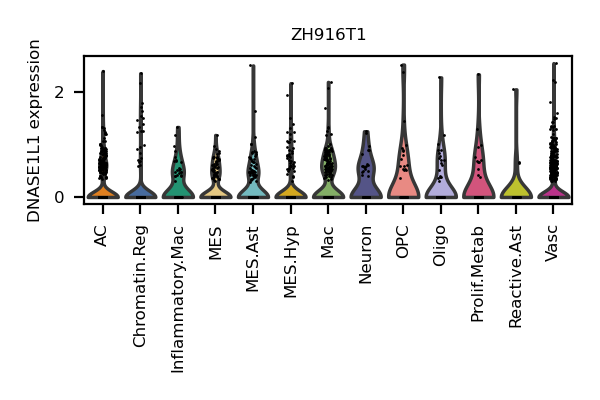 ZH916T1
DNASE1L1 expression
2
0
AC
Chromatin.Reg
Inflammatory.Mac
MES
MES.Ast
MES.Hyp
Mac
Neuron
OPC
Oligo
Prolif.Metab
Reactive.Ast
Vasc